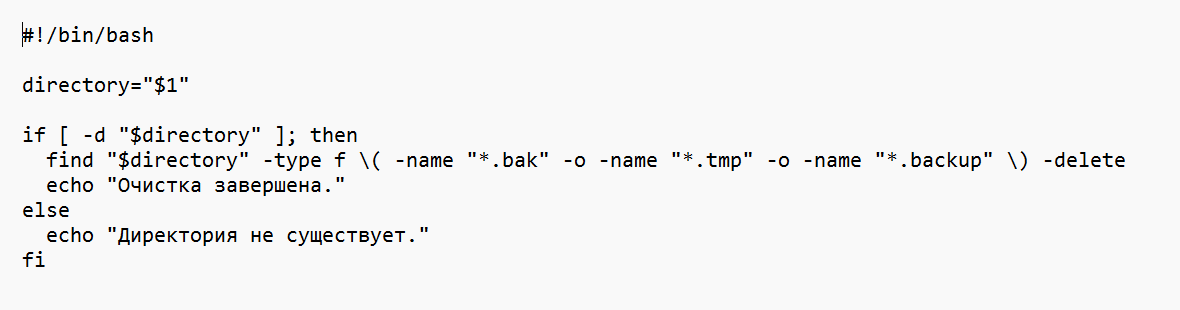 #!/bin/bash

directory="$1"

if [ -d "$directory" ]; then
  find "$directory" -type f \( -name "*.bak" -o -name "*.tmp" -o -name "*.backup" \) -delete
  echo "Очистка завершена."
else
  echo "Директория не существует."
fi